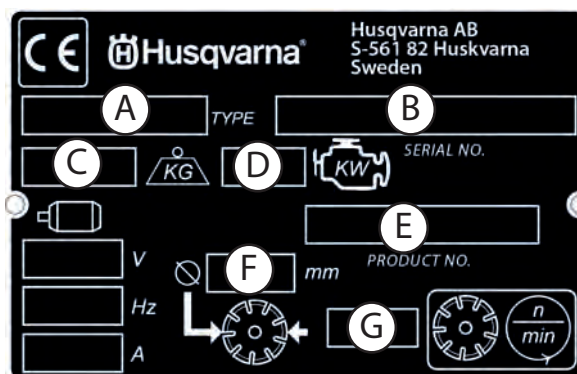 CE
Husqvarna®
Husqvarna AB
S-561 82 Huskvarna
Sweden
A TYPE
B
SERIAL NO.
C KG
D KW
E
PRODUCT NO.
V
F mm
Hz
G
n
min
A